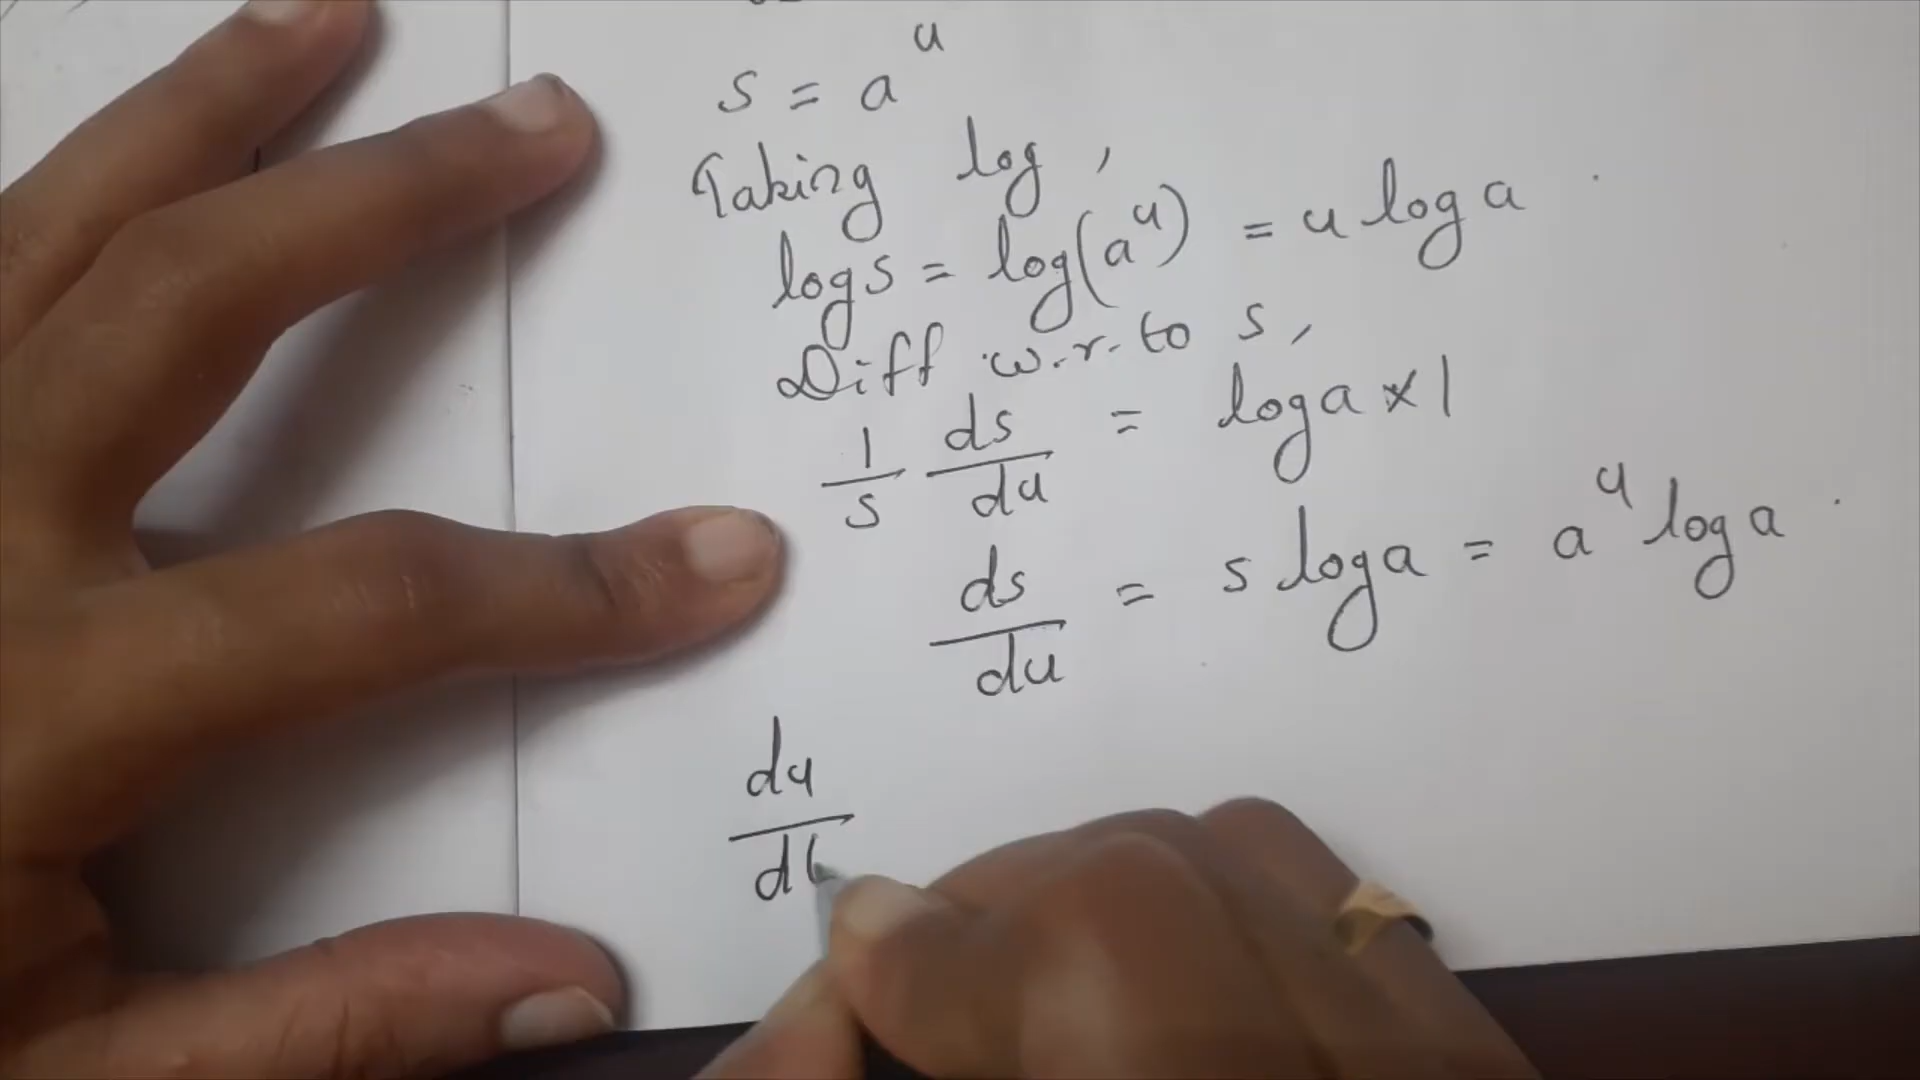 s = a^u
Taking log,
log s = log(a^u) = u log a.
Diff w.r.to s,
1/s ds/du = log a × 1
ds/du = s log a = a^u log a.
du/d